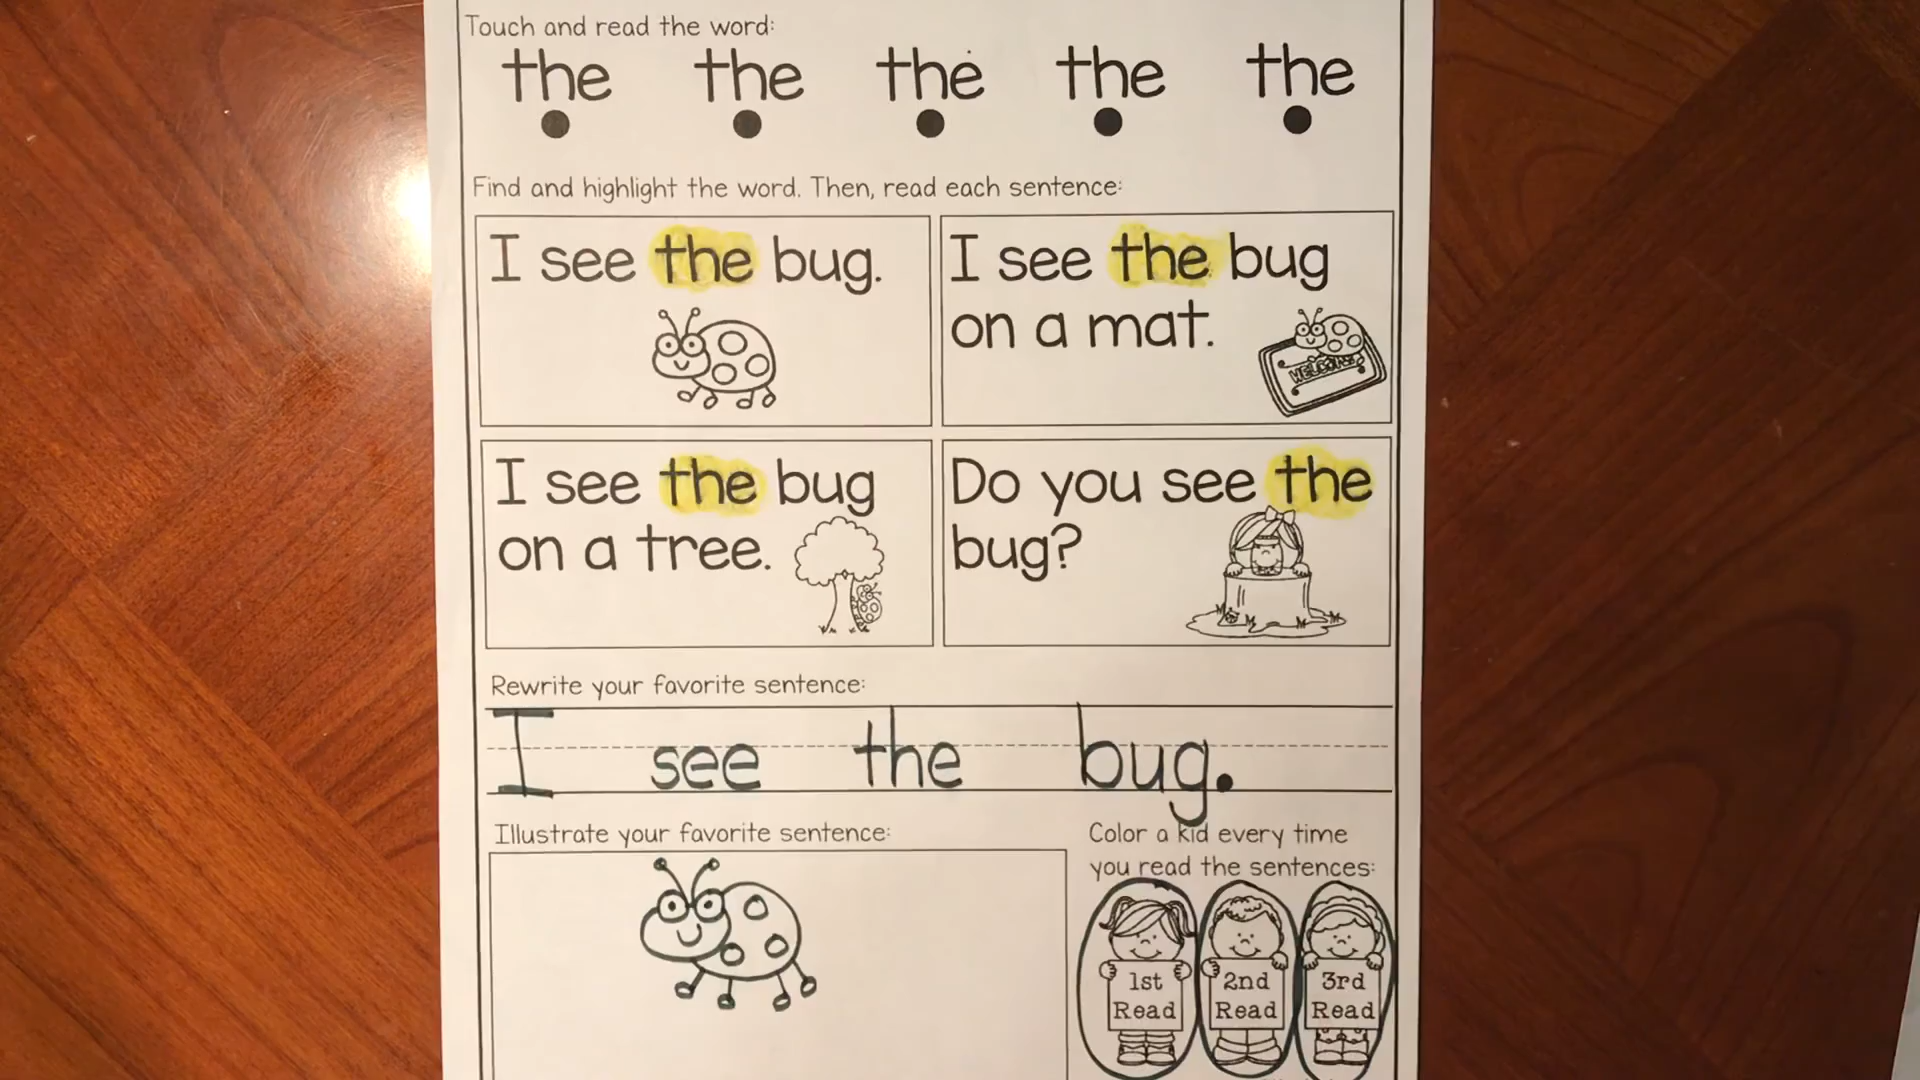 Touch and read the word:
the the the the the
Find and highlight the word. Then, read each sentence:
I see the bug.
I see the bug
on a mat.
WELCOME
I see the bug
on a tree.
Do you see the
bug?
Rewrite your favorite sentence:
I see the bug.
Illustrate your favorite sentence:
Color a kid every time
you read the sentences:
1st
Read
2nd
Read
3rd
Read